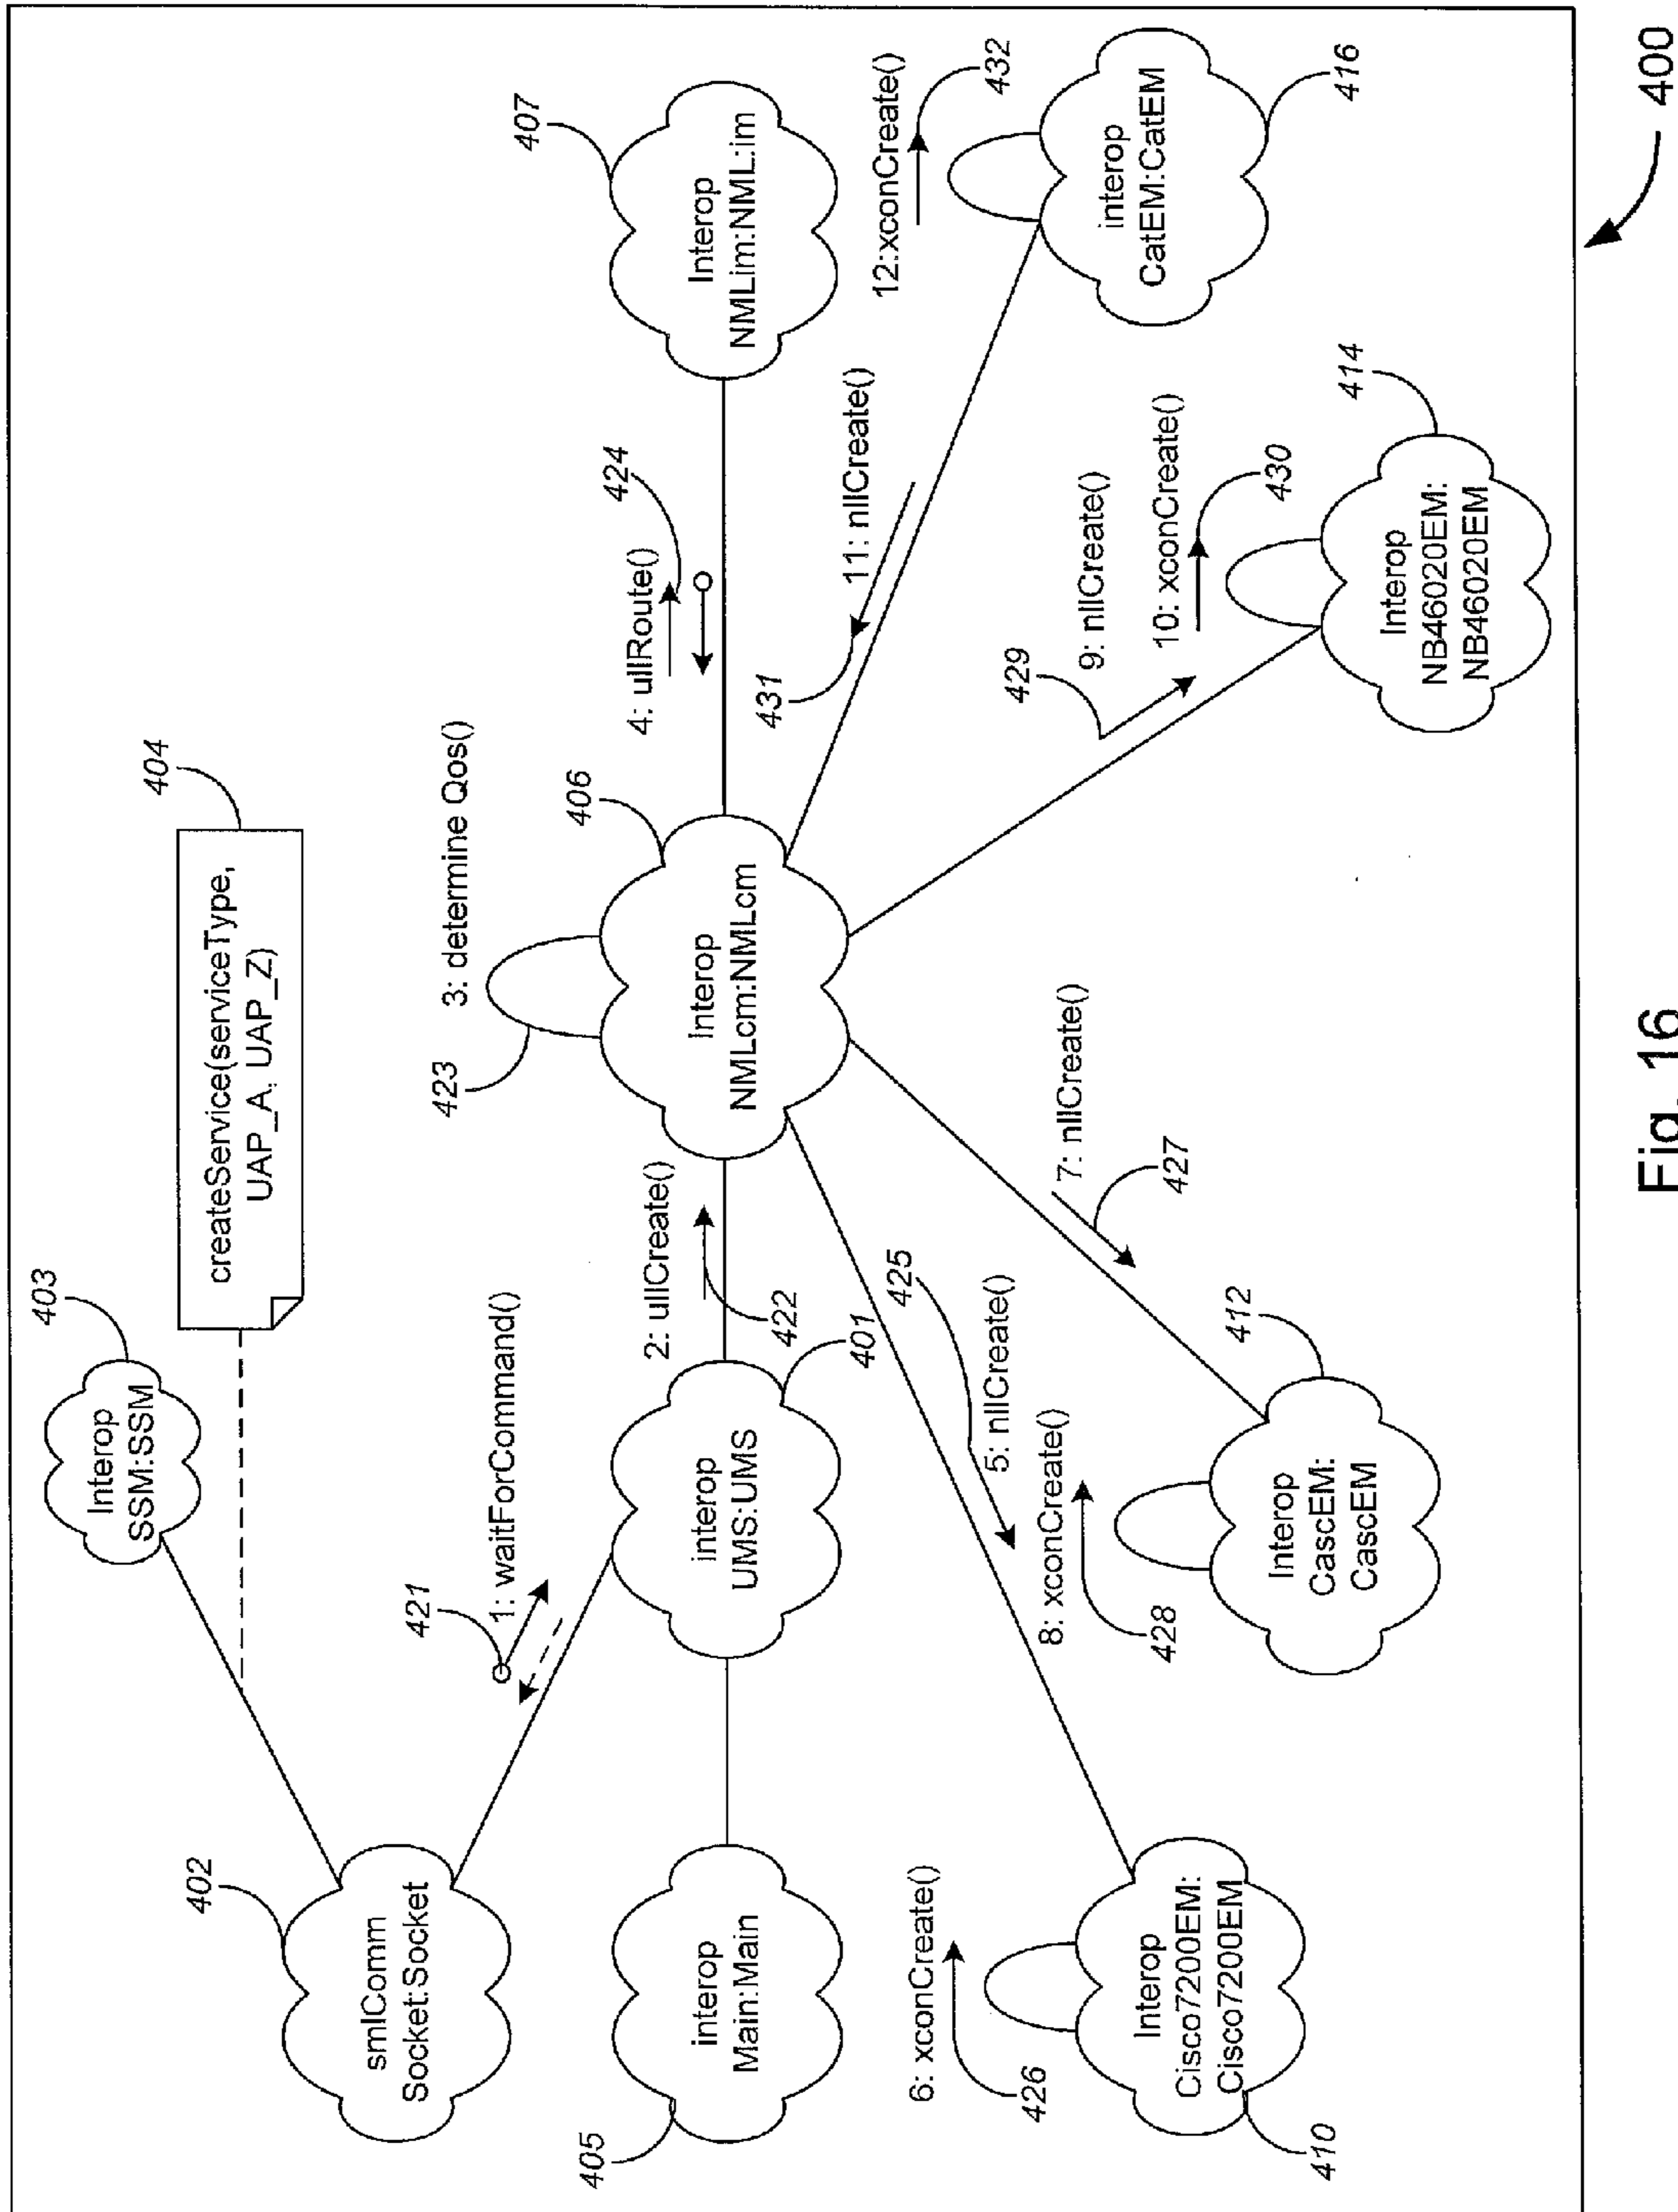 403
Interop
SSM:SSM
404
createService(serviceType,
UAP_A, UAP_Z)
402
smlComm
Socket:Socket
421
1: waitForCommand()
405
interop
Main:Main
interop
UMS:UMS
401
2: ullCreate()
422
423
3: determine Qos()
406
Interop
NMLcm:NMLcm
4: ullRoute()
424
407
Interop
NMLim:NML:im
425
5: nllCreate()
6: xconCreate()
426
Interop
Cisco7200EM:
Cisco7200EM
410
7: nllCreate()
427
8: xconCreate()
428
412
Interop
CascEM:
CascEM
429
9: nllCreate()
10: xconCreate()
430
414
Interop
NB46020EM:
NB46020EM
431
11: nllCreate()
12:xconCreate()
432
interop
CatEM:CatEM
416
400
Fig. 16